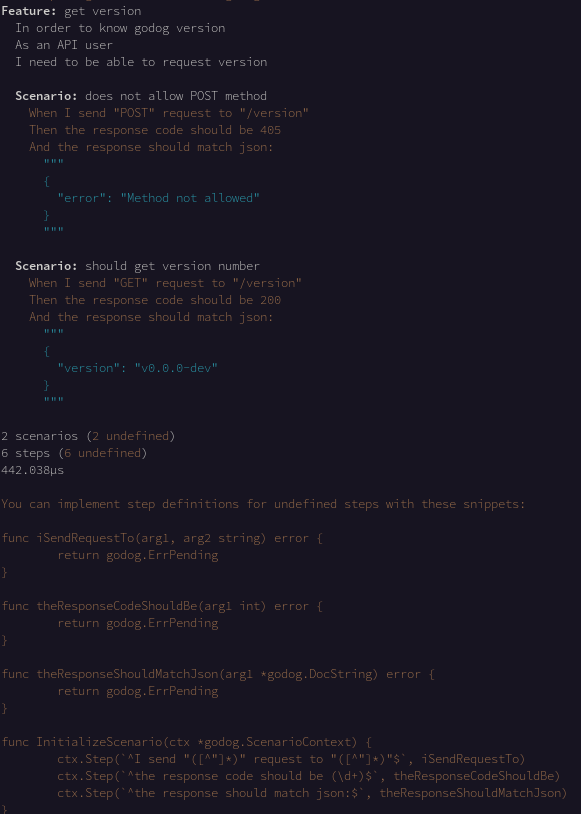 Feature: get version
  In order to know godog version
  As an API user
  I need to be able to request version

  Scenario: does not allow POST method
    When I send "POST" request to "/version"
    Then the response code should be 405
    And the response should match json:
      """
      {
        "error": "Method not allowed"
      }
      """

  Scenario: should get version number
    When I send "GET" request to "/version"
    Then the response code should be 200
    And the response should match json:
      """
      {
        "version": "v0.0.0-dev"
      }
      """

2 scenarios (2 undefined)
6 steps (6 undefined)
442.038µs

You can implement step definitions for undefined steps with these snippets:

func iSendRequestTo(arg1, arg2 string) error {
        return godog.ErrPending
}

func theResponseCodeShouldBe(arg1 int) error {
        return godog.ErrPending
}

func theResponseShouldMatchJson(arg1 *godog.DocString) error {
        return godog.ErrPending
}

func InitializeScenario(ctx *godog.ScenarioContext) {
        ctx.Step(`^I send "([^"]*)" request to "([^"]*)"$`, iSendRequestTo)
        ctx.Step(`^the response code should be (\d+)$`, theResponseCodeShouldBe)
        ctx.Step(`^the response should match json:$`, theResponseShouldMatchJson)
}